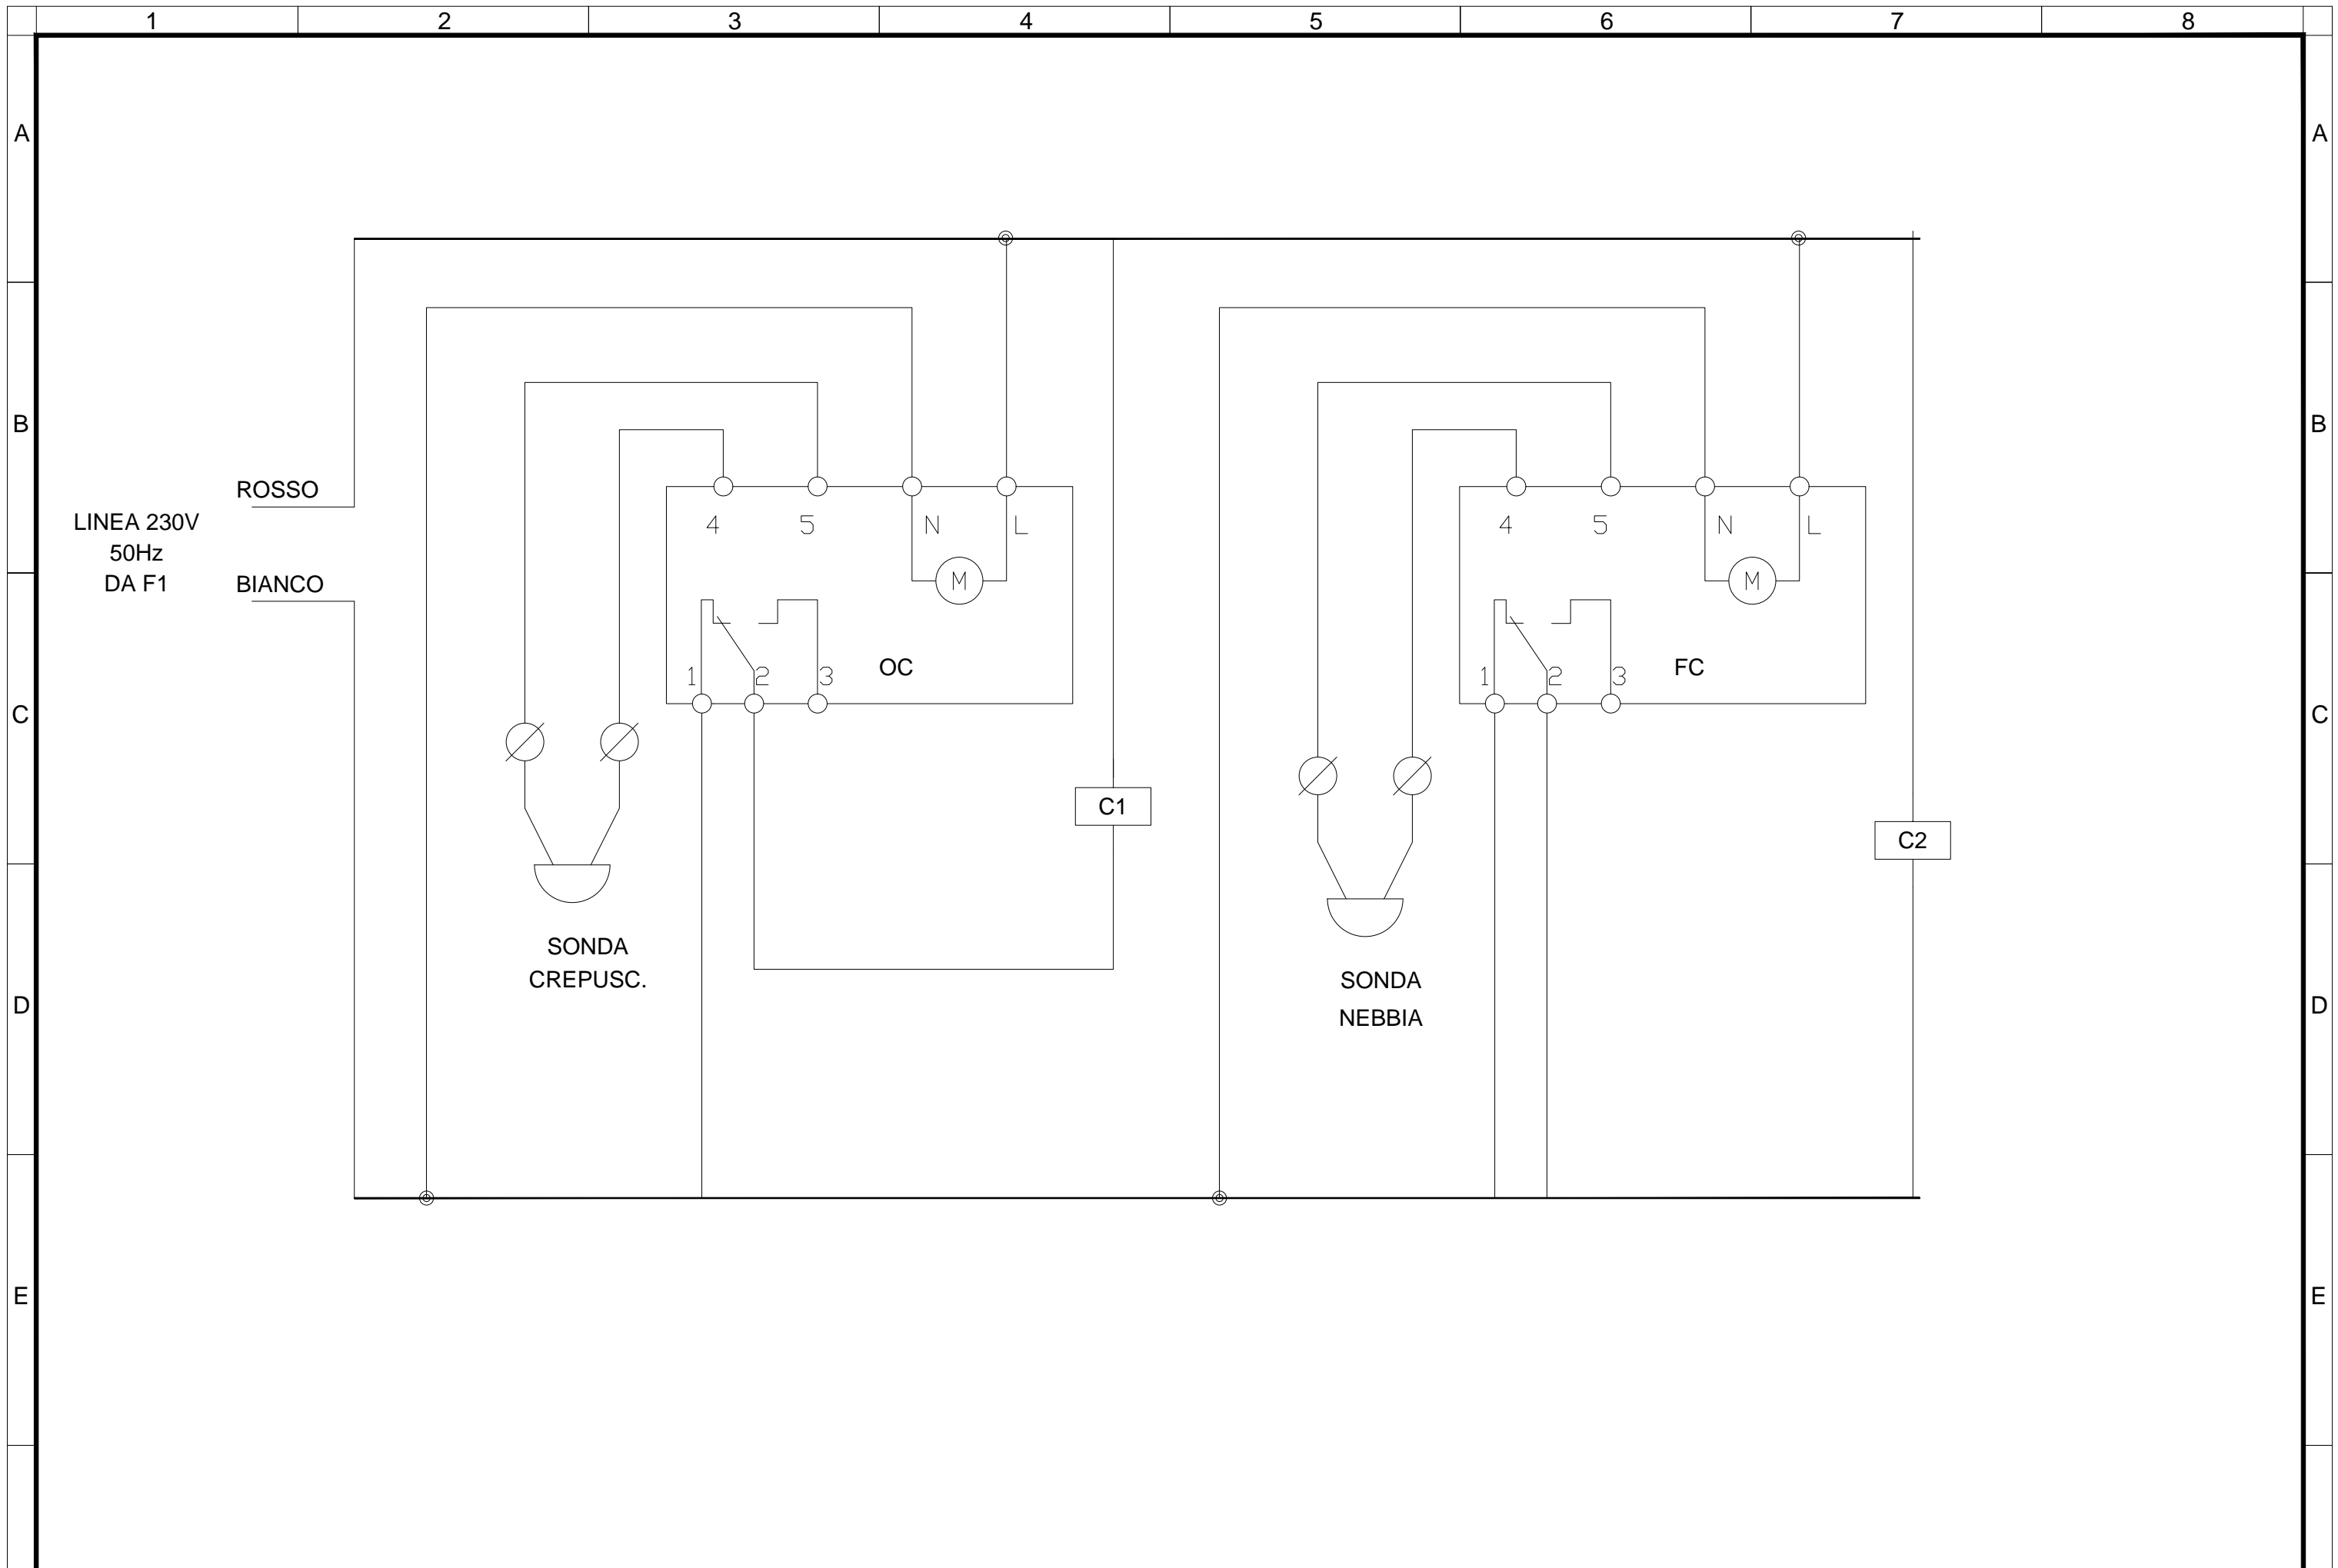 1 2 3 4 5 6 7 8
A A
B B
ROSSO
LINEA 230V
50Hz
DA F1
BIANCO
4 5 N L
M
1 2 3
OC
4 5 N L
M
1 2 3
FC
C C
C1
C2
SONDA
CREPUSC.
SONDA
NEBBIA
D D
E E